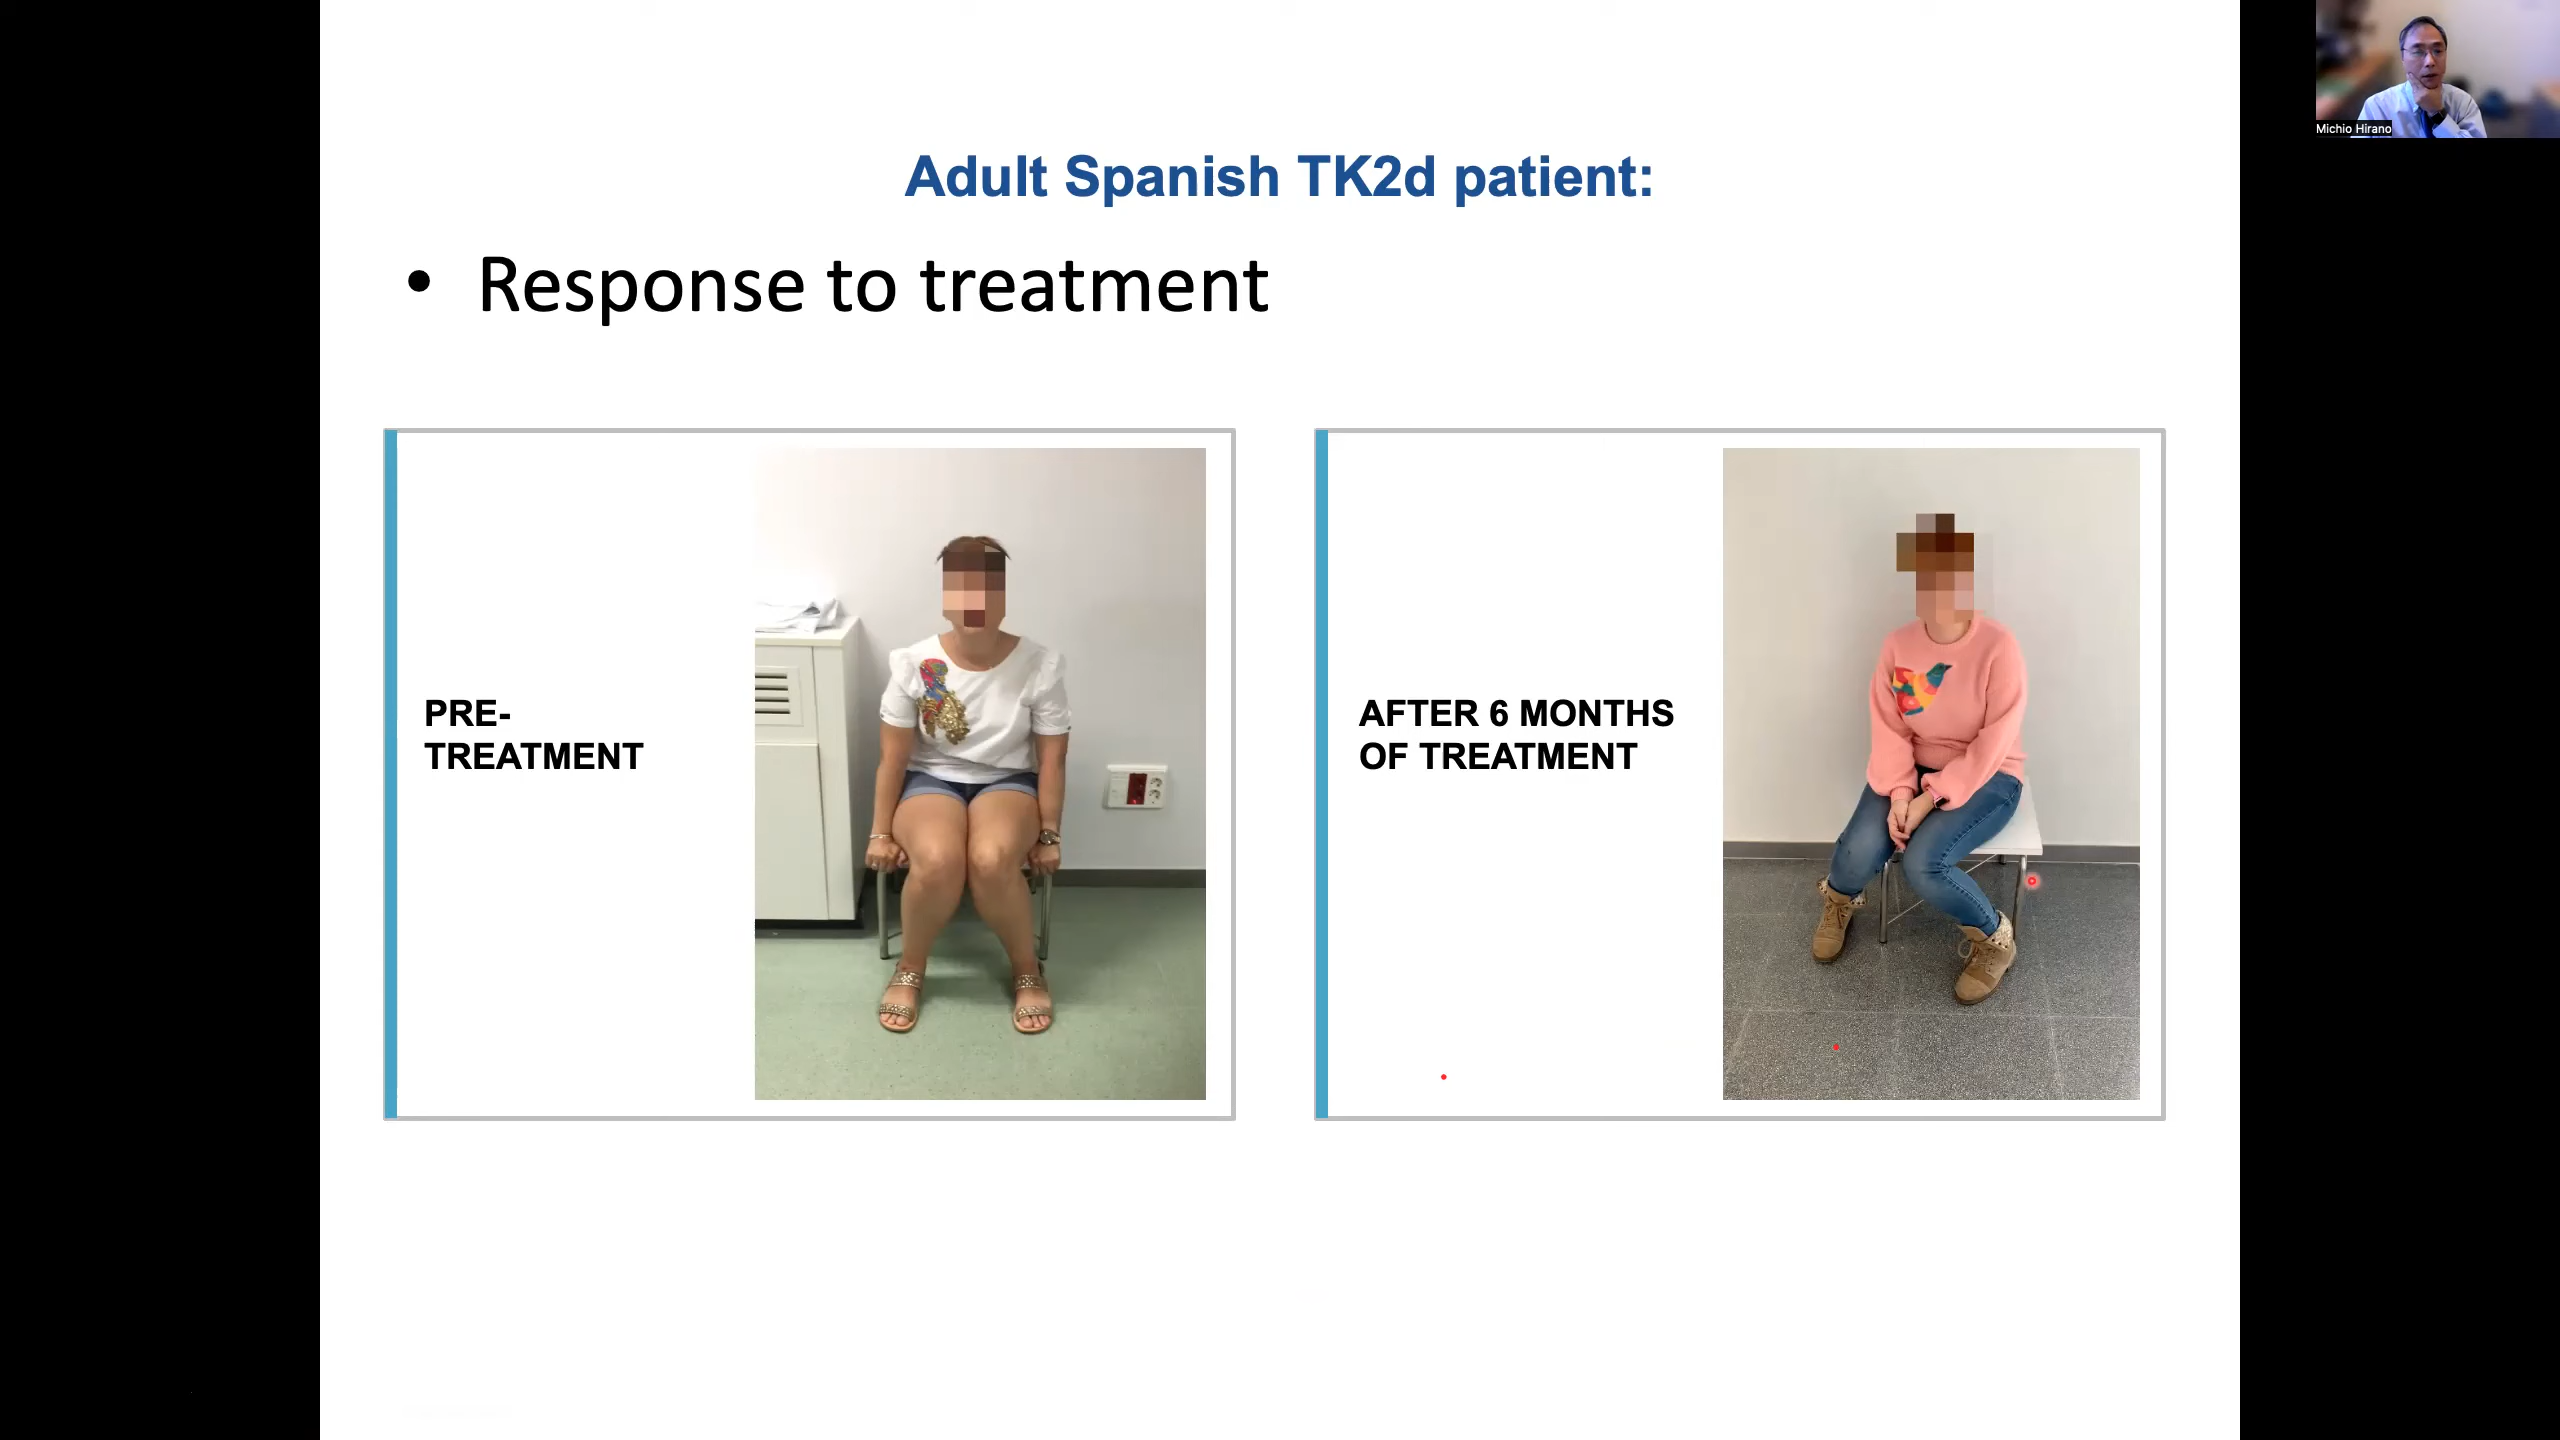 Adult Spanish TK2d patient:
• Response to treatment
PRE-
TREATMENT
AFTER 6 MONTHS
OF TREATMENT
Michio Hirano